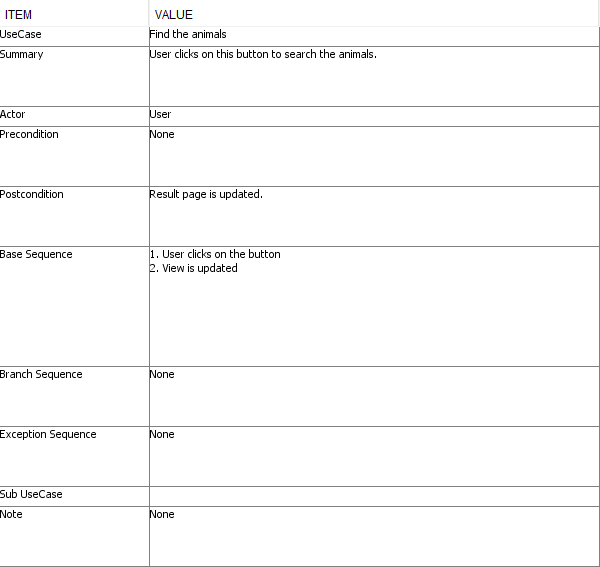 ITEM VALUE
UseCase Find the animals
Summary User clicks on this button to search the animals.
Actor User
Precondition None
Postcondition Result page is updated.
Base Sequence 1. User clicks on the button
2. View is updated
Branch Sequence None
Exception Sequence None
Sub UseCase
Note None